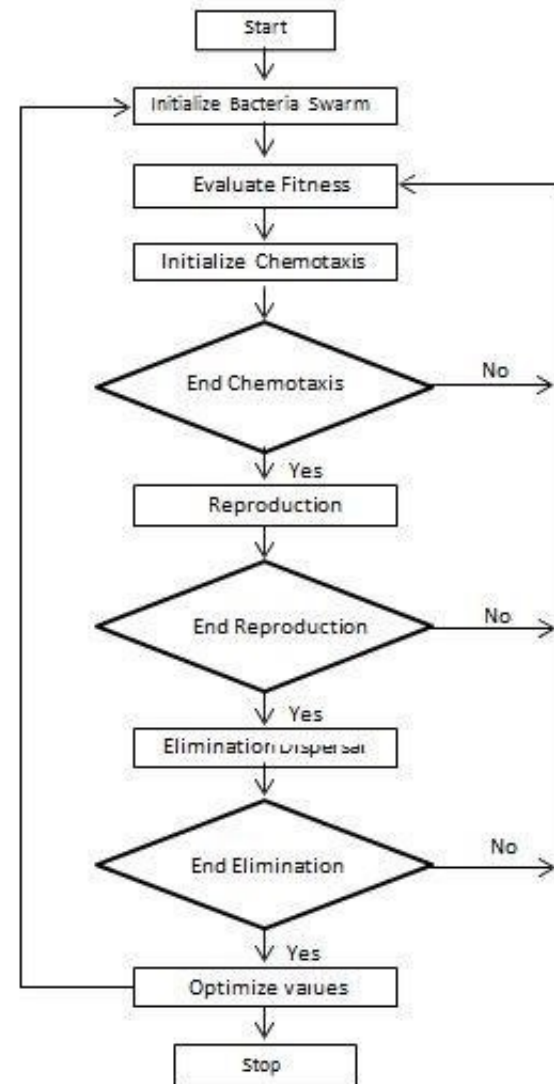 Start
Initialize Bacteria Swarm
Evaluate Fitness
Initialize Chemotaxis
End Chemotaxis
No
Yes
Reproduction
End Reproduction
No
Yes
Elimination Dispersal
End Elimination
No
Yes
Optimize values
Stop